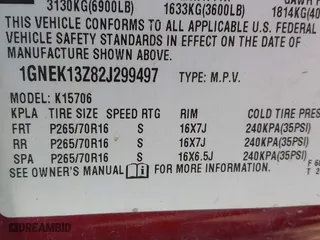 3130KG(6900LB) 1633KG(3600LB) 1814KG(40
THIS VEHICLE CONFORMS TO ALL APPLICABLE U.S. FEDERAL
VEHICLE SAFETY STANDARDS IN EFFECT ON THE DATE OF
MANUFACTURE SHOWN ABOVE.
1GNEK13Z82J299497 TYPE: M.P.V.
MODEL: K15706
KPLA TIRE SIZE SPEED RTG RIM COLD TIRE PRES
FRT P265/70R16 S 16X7J 240KPA(35PSI)
RR P265/70R16 S 16X7J 240KPA(35PSI)
SPA P265/70R16 S 16X6.5J 240KPA(35PSI)
SEE OWNER'S MANUAL FOR MORE INFORMATION.
© DREAMBID